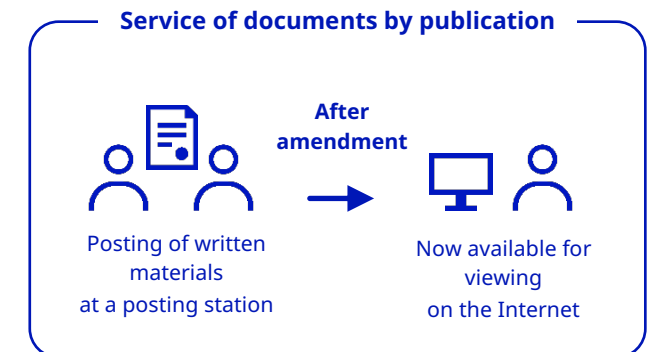 Service of documents by publication
After
amendment
Posting of written
materials
at a posting station
Now available for
viewing
on the Internet